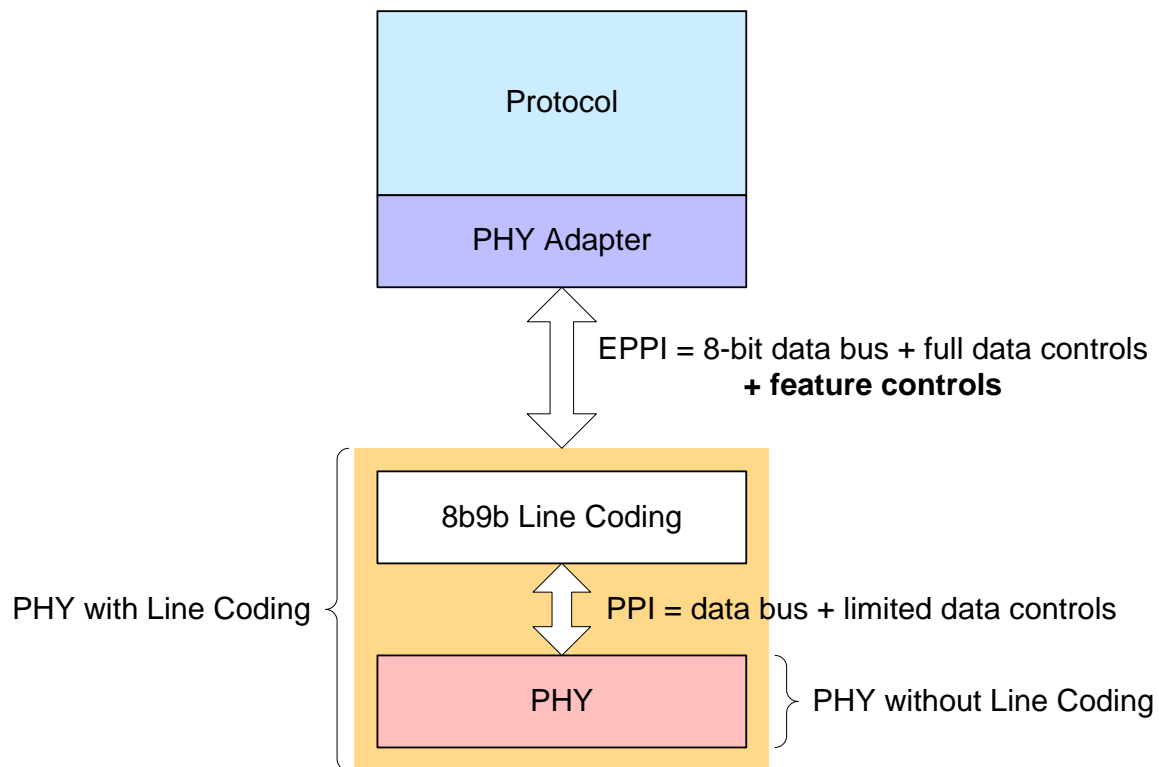 Protocol
PHY Adapter
EPPI = 8-bit data bus + full data controls
+ feature controls
8b9b Line Coding
PHY with Line Coding
PPI = data bus + limited data controls
PHY
PHY without Line Coding